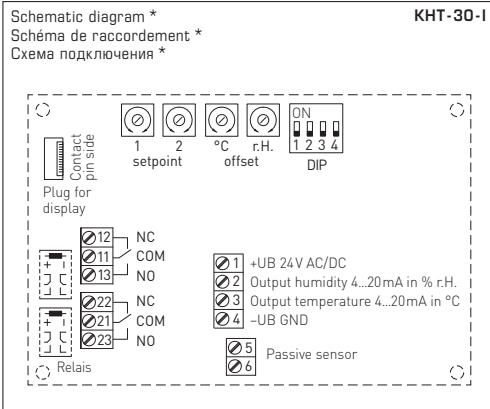 Schematic diagram *
KHT-30-I
Schéma de raccordement *
Схема подключения *
ON
1 2 3 4
DIP
1 2 °C r.H.
setpoint offset
Contact
pin side
Plug for
display
12 NC
11 COM
13 NO
22 NC
21 COM
23 NO
+ −
+ −
Relais
1 +UB 24V AC/DC
2 Output humidity 4...20mA in % r.H.
3 Output temperature 4...20mA in °C
4 –UB GND
5
6
Passive sensor